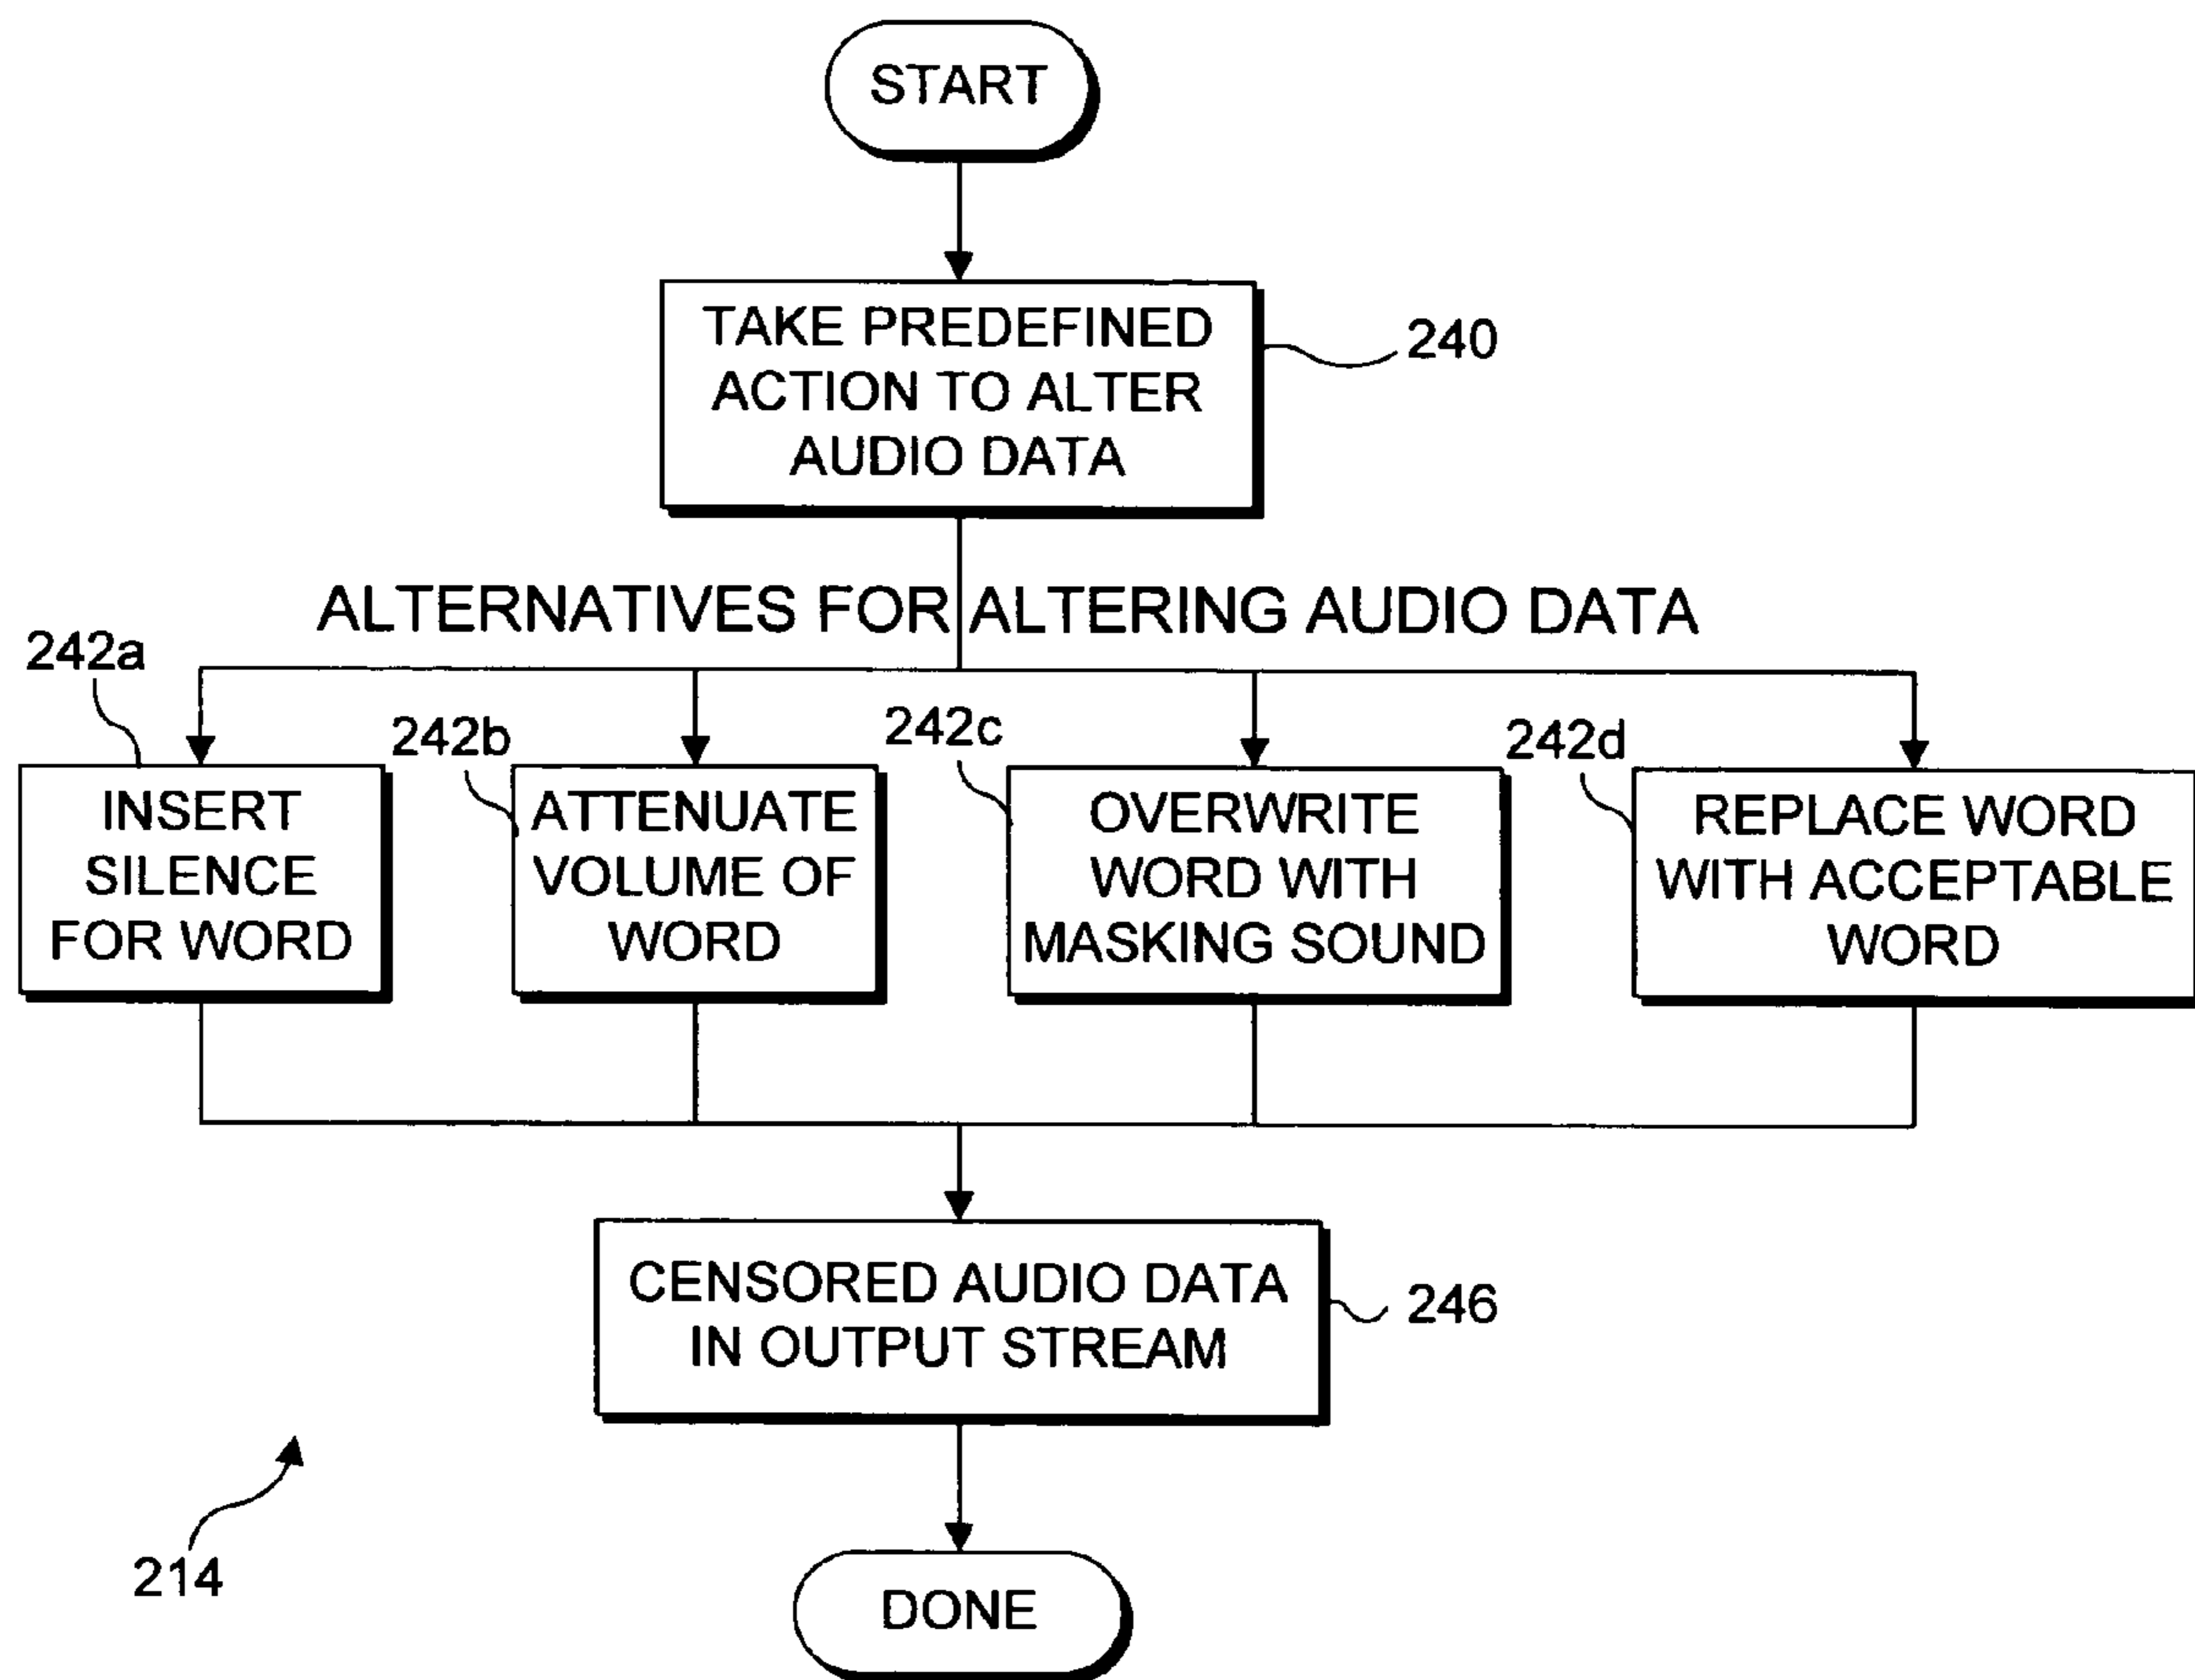 START
TAKE PREDEFINED
ACTION TO ALTER
AUDIO DATA
240
ALTERNATIVES FOR ALTERING AUDIO DATA
242a
INSERT
SILENCE
FOR WORD
242b
ATTENUATE
VOLUME OF
WORD
242c
OVERWRITE
WORD WITH
MASKING SOUND
242d
REPLACE WORD
WITH ACCEPTABLE
WORD
CENSORED AUDIO DATA
IN OUTPUT STREAM
246
214
DONE